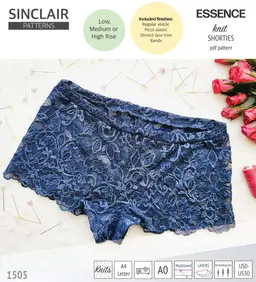 SINCLAIR
PATTERNS
Low,
Medium or
High Rise
Included finishes:
Regular elastic
Picot elastic
Stretch lace trim
Bands
ESSENCE
knit
SHORTIES
pdf pattern
1505
Knits
A4
Letter
A0
LAYERS
US0-
US30